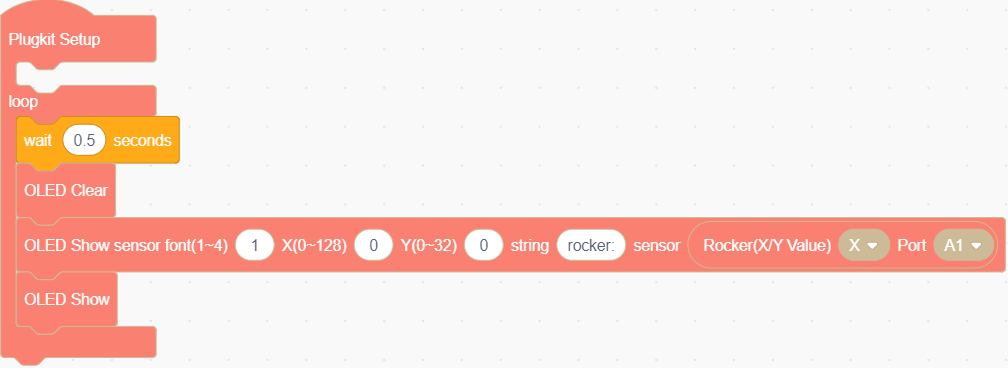 Plugkit Setup
loop
wait 0.5 seconds
OLED Clear
OLED Show sensor font(1~4) 1 X(0~128) 0 Y(0~32) 0 string rocker: sensor Rocker(X/Y Value) X Port A1
OLED Show